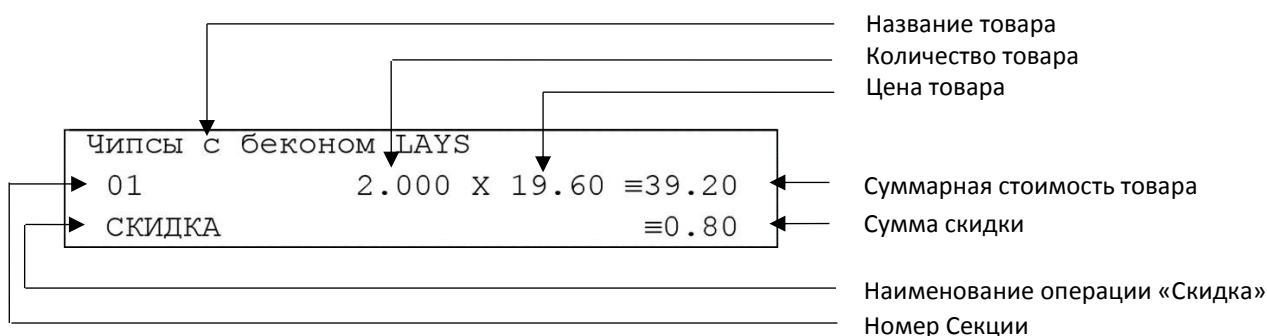 Название товара
Количество товара
Цена товара
Чипсы с беконом LAYS
01 2.000 X 19.60 ≡39.20
СКИДКА ≡0.80
Суммарная стоимость товара
Сумма скидки
Наименование операции «Скидка»
Номер Секции